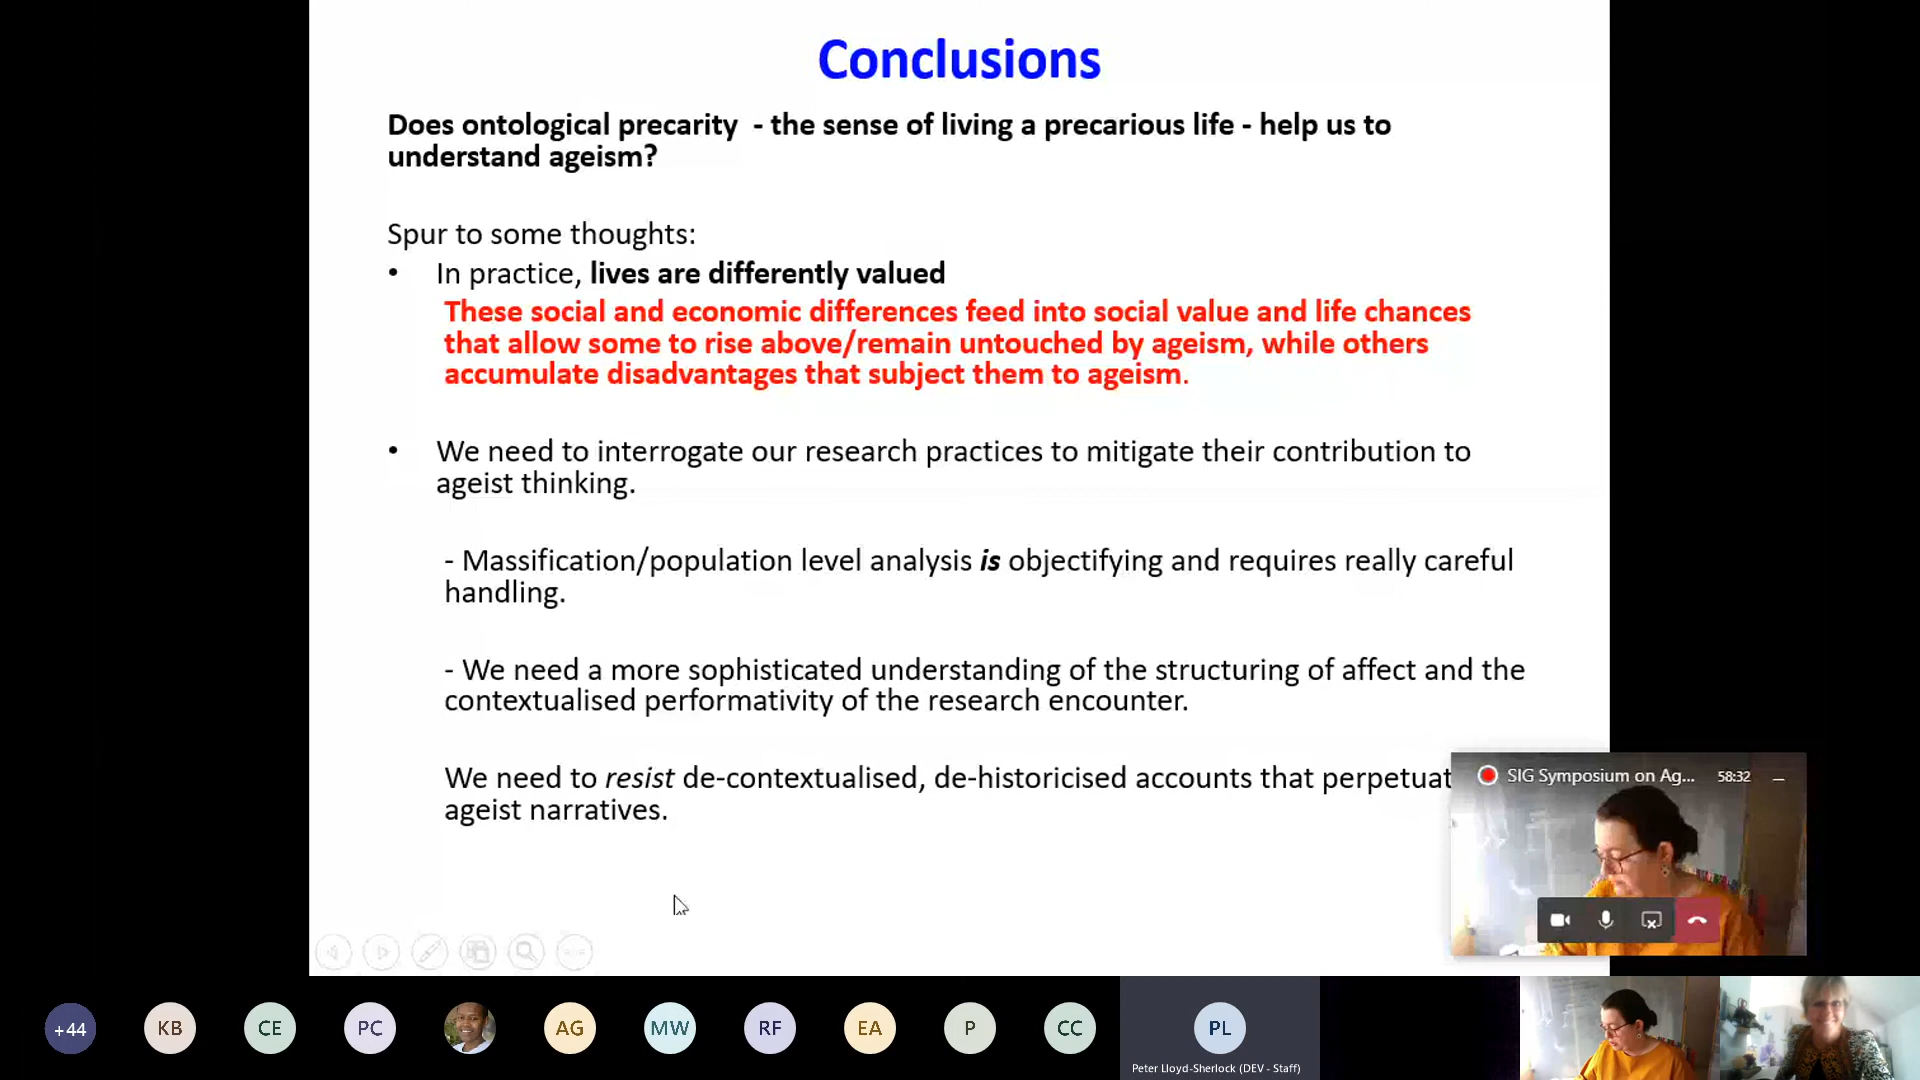 Conclusions
Does ontological precarity - the sense of living a precarious life - help us to
understand ageism?
Spur to some thoughts:
• In practice, lives are differently valued
These social and economic differences feed into social value and life chances
that allow some to rise above/remain untouched by ageism, while others
accumulate disadvantages that subject them to ageism.
• We need to interrogate our research practices to mitigate their contribution to
ageist thinking.
- Massification/population level analysis is objectifying and requires really careful
handling.
- We need a more sophisticated understanding of the structuring of affect and the
contextualised performativity of the research encounter.
We need to resist de-contextualised, de-historicised accounts that perpetuat
ageist narratives.
SIG Symposium on Ag... 58:32
+44 KB CE PC AG MW RF EA P CC PL
Peter Lloyd-Sherlock (DEV - Staff)